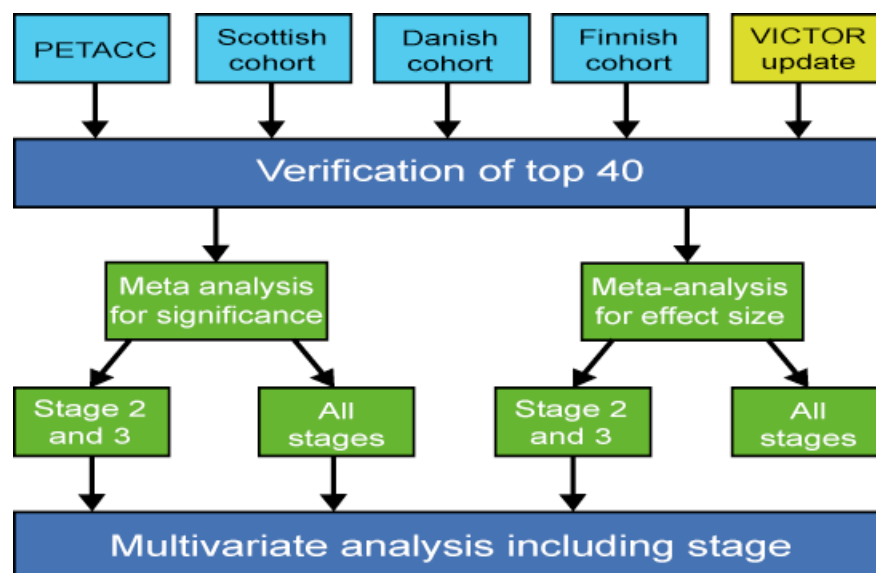 PETACC
Scottish
cohort
Danish
cohort
Finnish
cohort
VICTOR
update
Verification of top 40
Meta analysis
for significance
Meta-analysis
for effect size
Stage 2
and 3
All
stages
Stage 2
and 3
All
stages
Multivariate analysis including stage